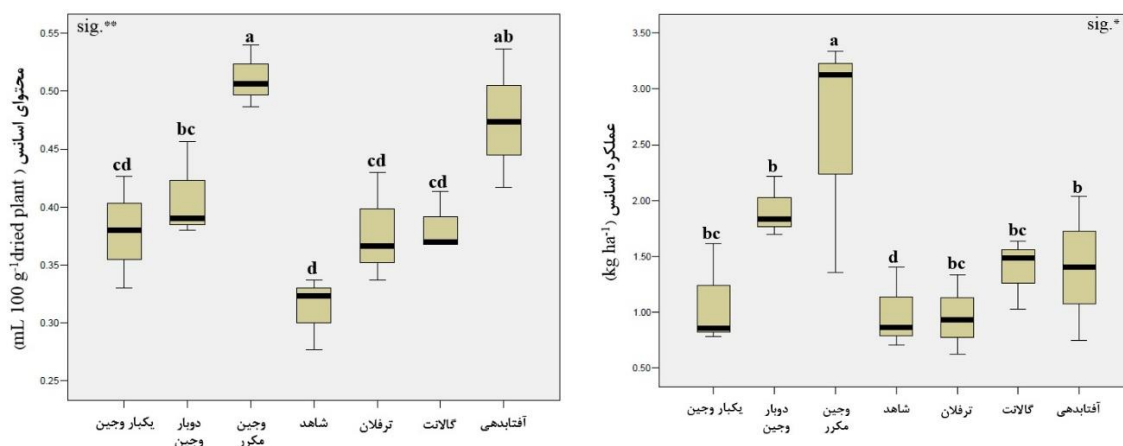 sig.**
محتوای اسانس ( mL 100 g-1dried plant)
0.55
0.50
0.45
0.40
0.35
0.30
0.25
cd
bc
a
d
cd
cd
ab
یکبار وجین
دوبار
وجین
وجین
مکرر
شاهد
ترفلان
گالانت
آفتابدهی
sig.*
عملکرد اسانس
(kg ha-1)
3.50
3.00
2.50
2.00
1.50
1.00
0.50
bc
b
a
d
bc
bc
b
یکبار وجین
دوبار
وجین
وجین
مکرر
شاهد
ترفلان
گالانت
آفتابدهی